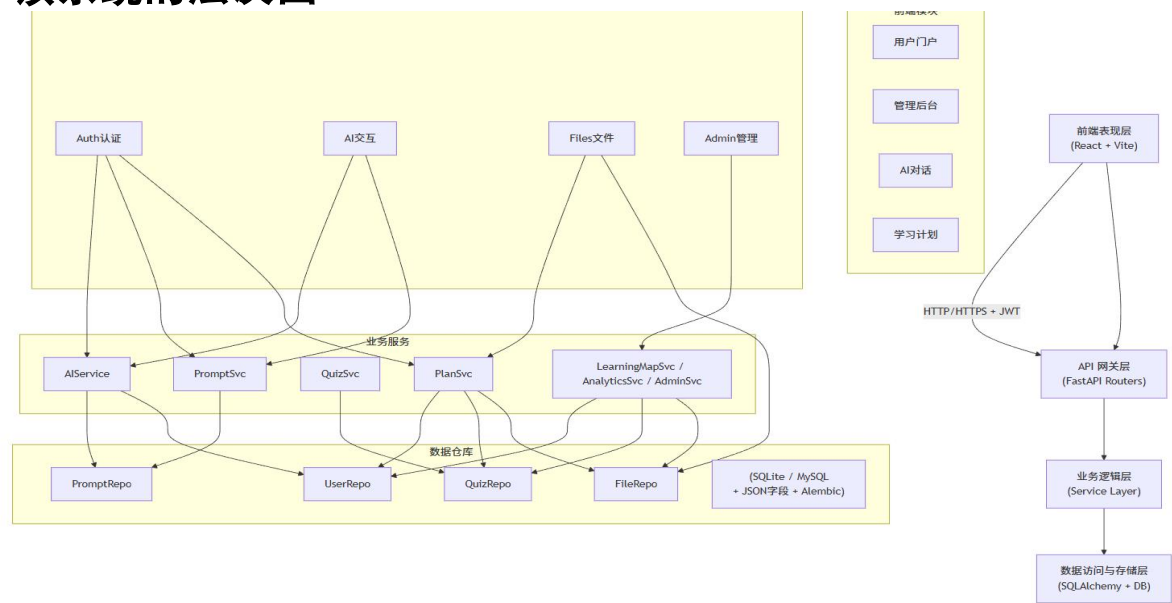 前端模块
用户门户
管理后台
AI对话
学习计划
Auth认证
AI交互
Files文件
Admin管理
前端表现层
(React + Vite)
HTTP/HTTPS + JWT
业务服务
AIService
PromptSvc
QuizSvc
PlanSvc
LearningMapSvc /
AnalyticsSvc / AdminSvc
API 网关层
(FastAPI Routers)
数据仓库
PromptRepo
UserRepo
QuizRepo
FileRepo
(SQLite / MySQL
+ JSON字段 + Alembic)
业务逻辑层
(Service Layer)
数据访问与存储层
(SQLAlchemy + DB)